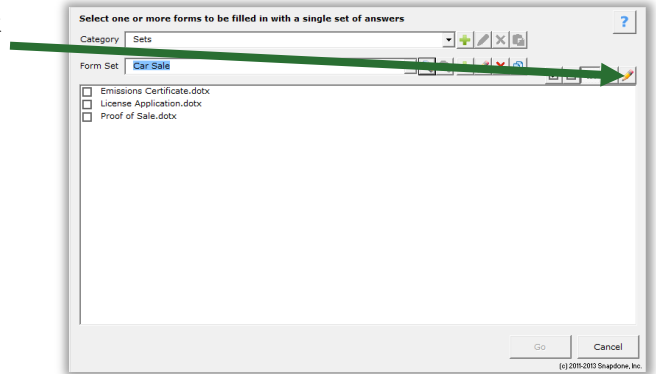 Select one or more forms to be filled in with a single set of answers
?
Category Sets
Form Set Car Sale
Emissions Certificate.dotx
License Application.dotx
Proof of Sale.dotx
Go Cancel
(c) 2011-2013 Snapdone, Inc.